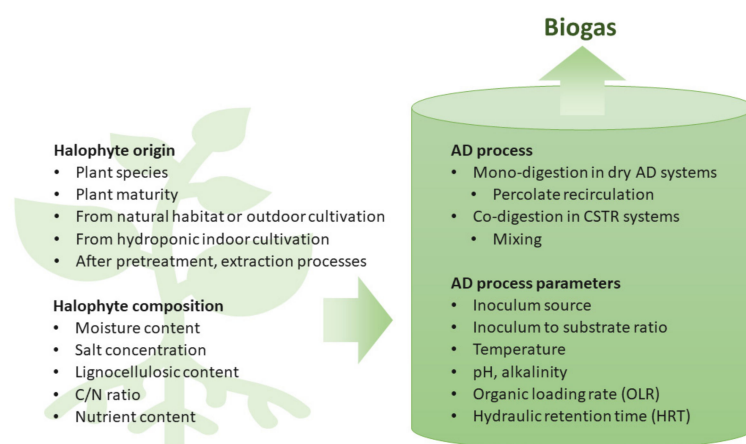 Biogas
Halophyte origin
• Plant species
• Plant maturity
• From natural habitat or outdoor cultivation
• From hydroponic indoor cultivation
• After pretreatment, extraction processes
Halophyte composition
• Moisture content
• Salt concentration
• Lignocellulosic content
• C/N ratio
• Nutrient content
AD process
• Mono-digestion in dry AD systems
• Percolate recirculation
• Co-digestion in CSTR systems
• Mixing
AD process parameters
• Inoculum source
• Inoculum to substrate ratio
• Temperature
• pH, alkalinity
• Organic loading rate (OLR)
• Hydraulic retention time (HRT)